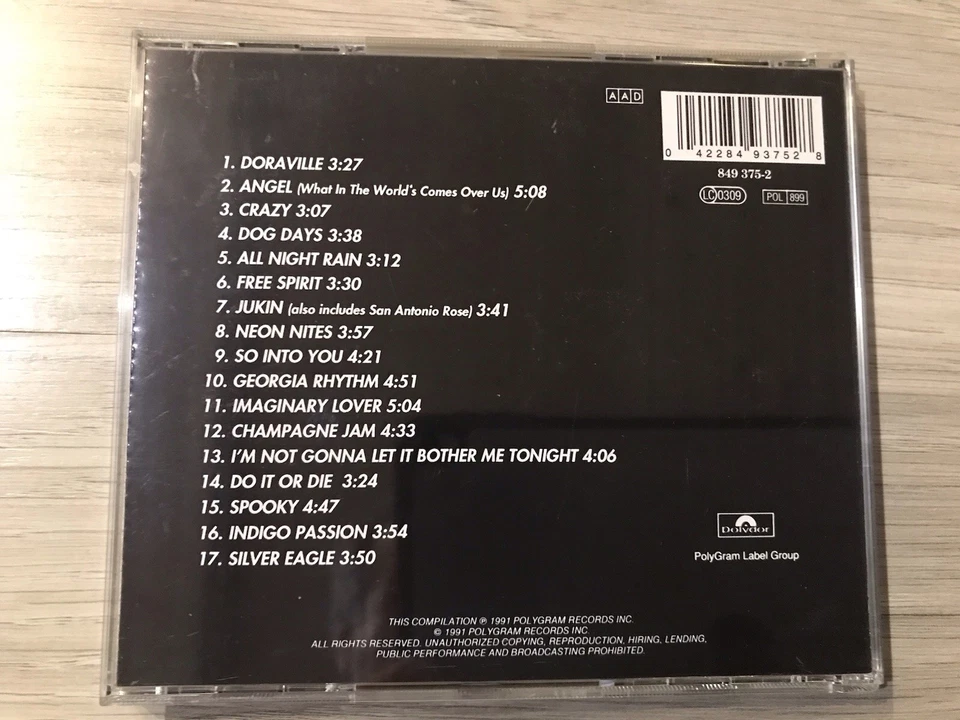 AAD
0 42284 93752 8
849 375-2
LC 0309
POL 899
1. DORAVILLE 3:27
2. ANGEL (What In The World's Comes Over Us) 5:08
3. CRAZY 3:07
4. DOG DAYS 3:38
5. ALL NIGHT RAIN 3:12
6. FREE SPIRIT 3:30
7. JUKIN (also includes San Antonio Rose) 3:41
8. NEON NITES 3:57
9. SO INTO YOU 4:21
10. GEORGIA RHYTHM 4:51
11. IMAGINARY LOVER 5:04
12. CHAMPAGNE JAM 4:33
13. I'M NOT GONNA LET IT BOTHER ME TONIGHT 4:06
14. DO IT OR DIE 3:24
15. SPOOKY 4:47
16. INDIGO PASSION 3:54
17. SILVER EAGLE 3:50
Polydor
PolyGram Label Group
THIS COMPILATION ℗ 1991 POLYGRAM RECORDS INC.
© 1991 POLYGRAM RECORDS INC.
ALL RIGHTS RESERVED. UNAUTHORIZED COPYING, REPRODUCTION, HIRING, LENDING,
PUBLIC PERFORMANCE AND BROADCASTING PROHIBITED.